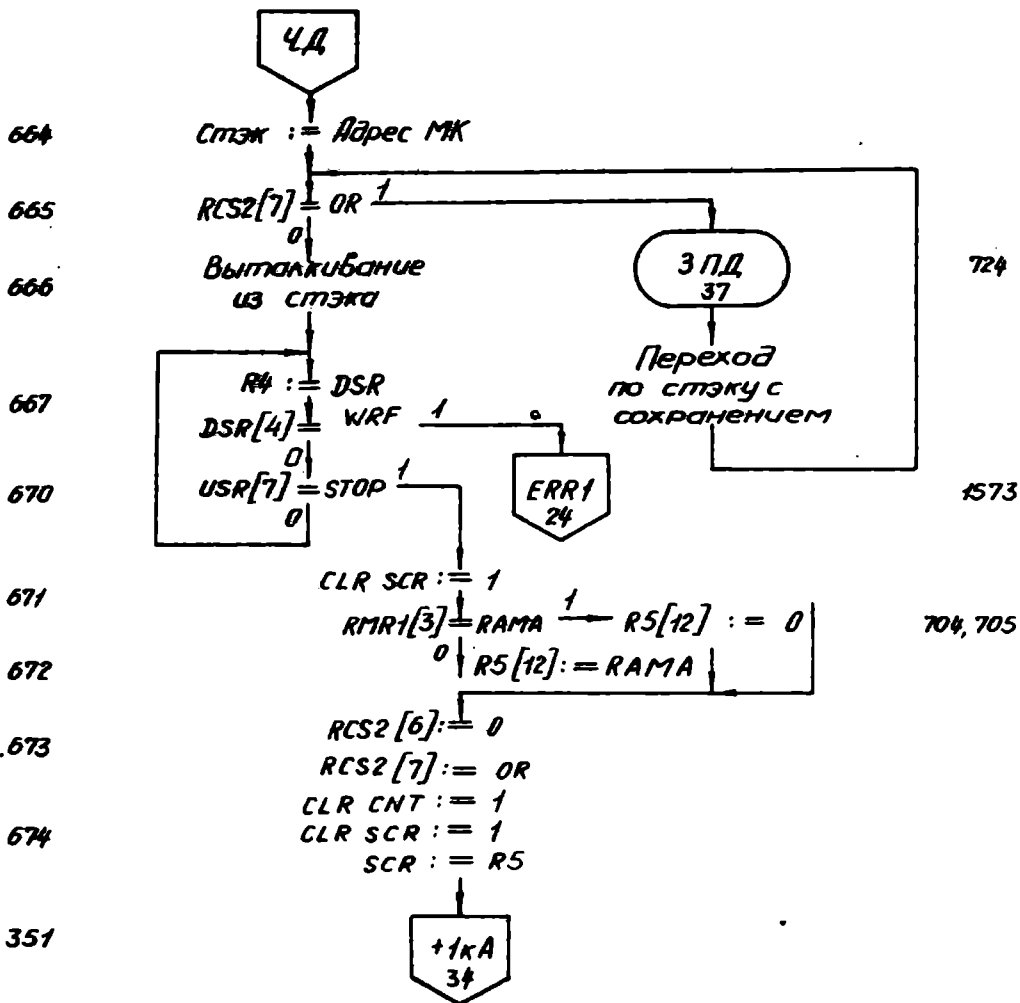 ЧД
664 Стэк := Адрес МК
665 RCS2[7] = OR 1
0
666 Выталкивание
из стэка
ЗПД
37
724
Переход
по стэку с
сохранением
667 R4 := DSR
DSR[4] = WRF 1
0
670 USR[7] = STOP 1
0
ERR1
24
1573
671 CLR SCR := 1
RMR1[3] = RAMA 1 R5[12] := 0 704, 705
0
672 R5[12] := RAMA
673 RCS2[6] := 0
RCS2[7] := OR
CLR CNT := 1
674 CLR SCR := 1
SCR := R5
351 +1кА
34